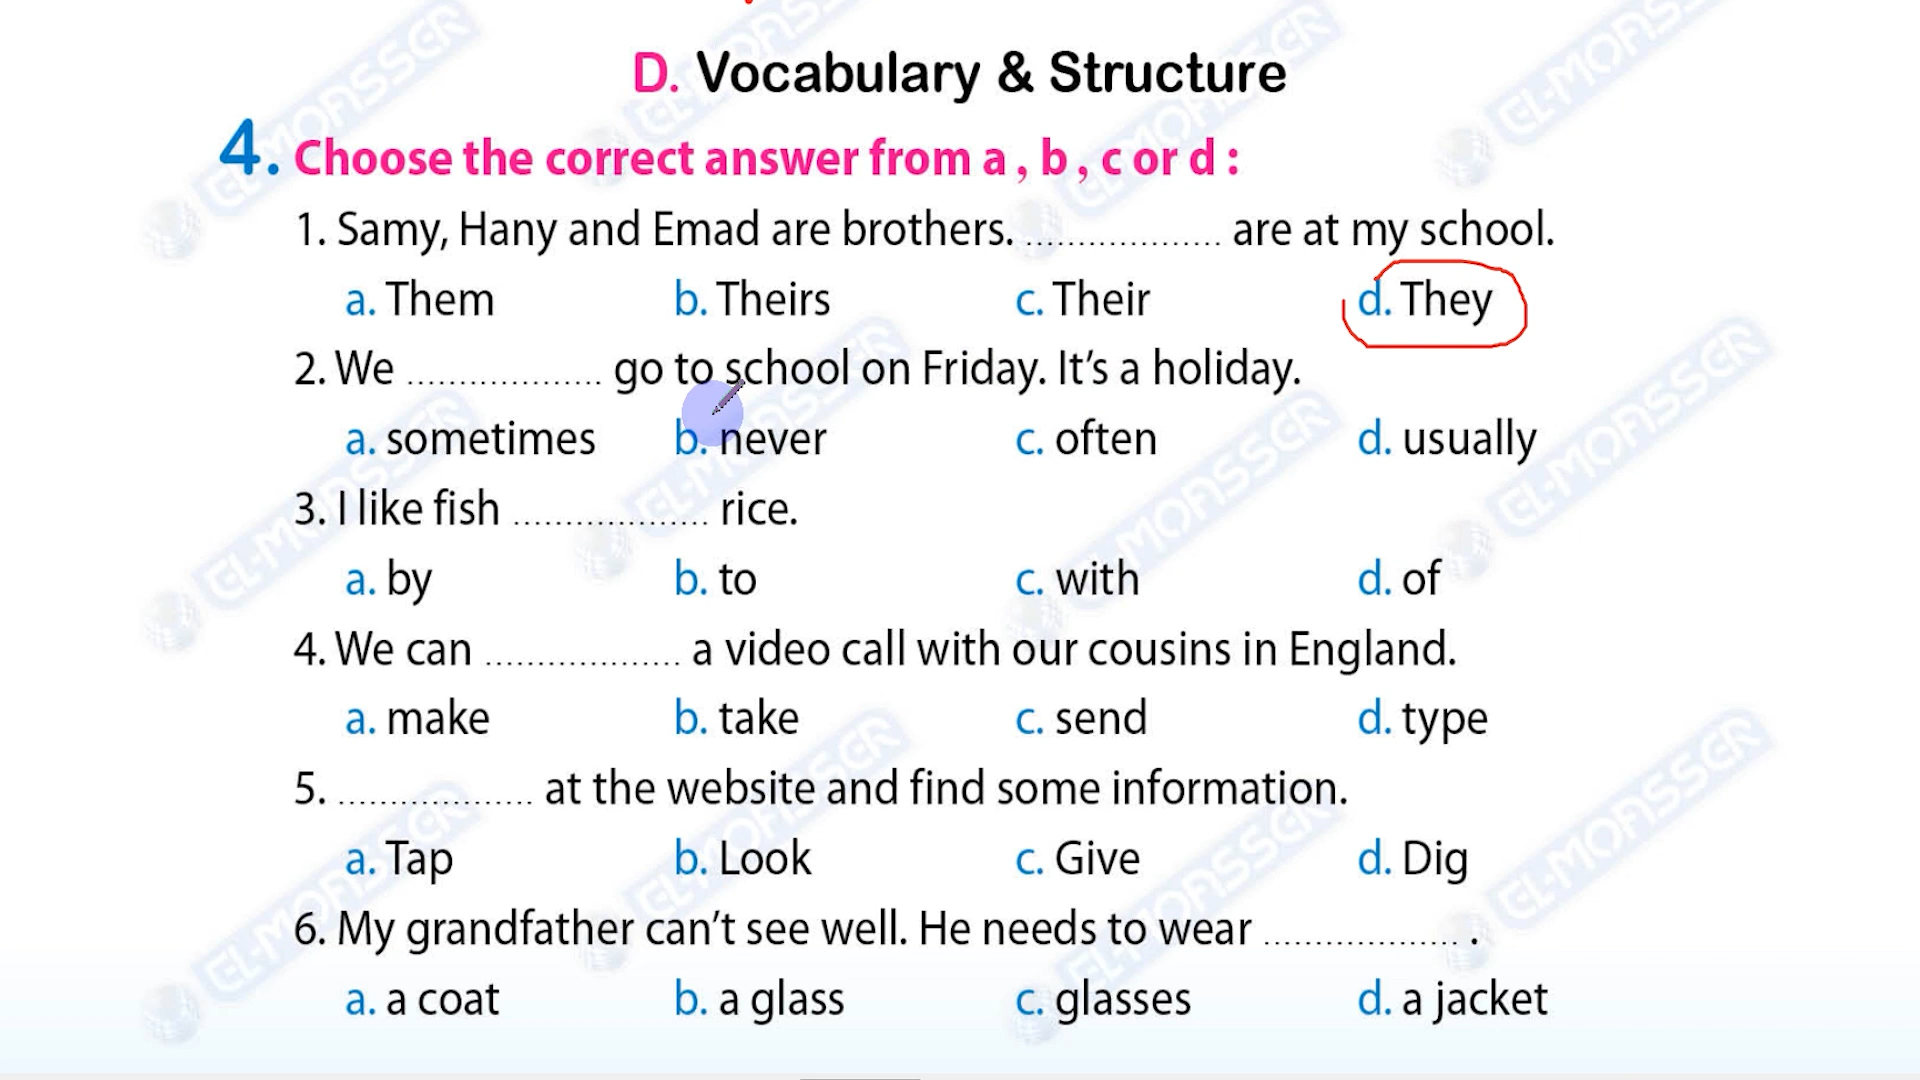 D. Vocabulary & Structure
4. Choose the correct answer from a , b , c or d :
1. Samy, Hany and Emad are brothers. ................... are at my school.
a. Them b. Theirs c. Their d. They
2. We ................... go to school on Friday. It’s a holiday.
a. sometimes b. never c. often d. usually
3. I like fish ................... rice.
a. by b. to c. with d. of
4. We can ................... a video call with our cousins in England.
a. make b. take c. send d. type
5. ................... at the website and find some information.
a. Tap b. Look c. Give d. Dig
6. My grandfather can’t see well. He needs to wear ................... .
a. a coat b. a glass c. glasses d. a jacket
EL-MOASSER